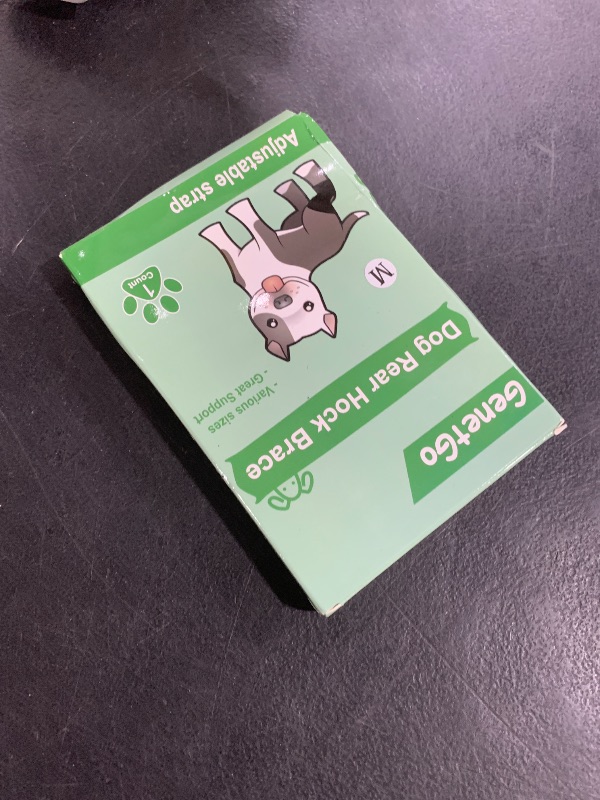 GenetGo
Dog Rear Hock Brace
- Various sizes
- Great Support
M
1
Count
Adjustable strap